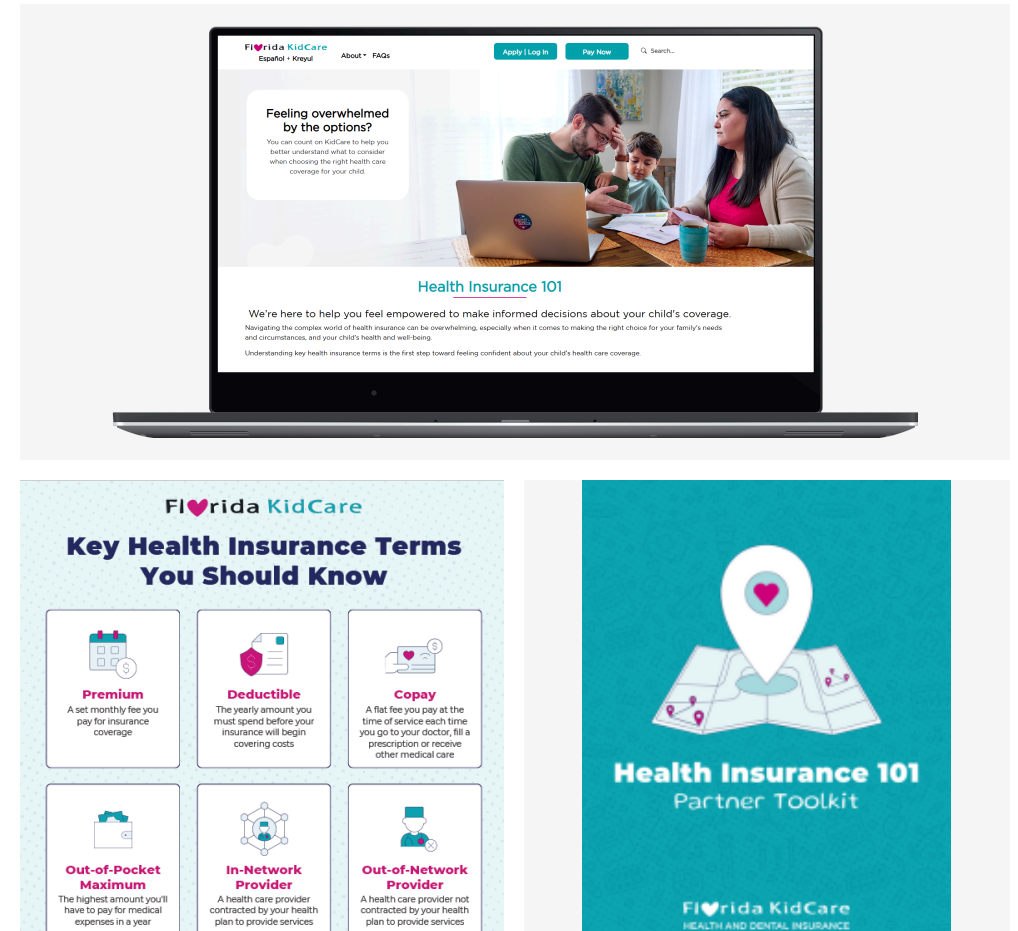 Florida KidCare
Español + Kreyul
About
FAQs
Apply | Log In
Pay Now
Search...
Feeling overwhelmed
by the options?
You can count on KidCare to help you
better understand what to consider
when choosing the right health care
coverage for your child.
Health Insurance 101
We're here to help you feel empowered to make informed decisions about your child's coverage.
Navigating the complex world of health insurance can be overwhelming, especially when it comes to making the right choice for your family's needs
and circumstances, and your child's health and well-being.
Understanding key health insurance terms is the first step toward feeling confident about your child's health care coverage.
Florida KidCare
Key Health Insurance Terms
You Should Know
Premium
A set monthly fee you
pay for insurance
coverage
Deductible
The yearly amount you
must spend before your
insurance will begin
covering costs
Copay
A flat fee you pay at the
time of service each time
you go to your doctor, fill a
prescription or receive
other medical care
Out-of-Pocket
Maximum
The highest amount you'll
have to pay for medical
expenses in a year
In-Network
Provider
A health care provider
contracted by your health
plan to provide services
Out-of-Network
Provider
A health care provider not
contracted by your health
plan to provide services
Health Insurance 101
Partner Toolkit
Florida KidCare
HEALTH AND DENTAL INSURANCE